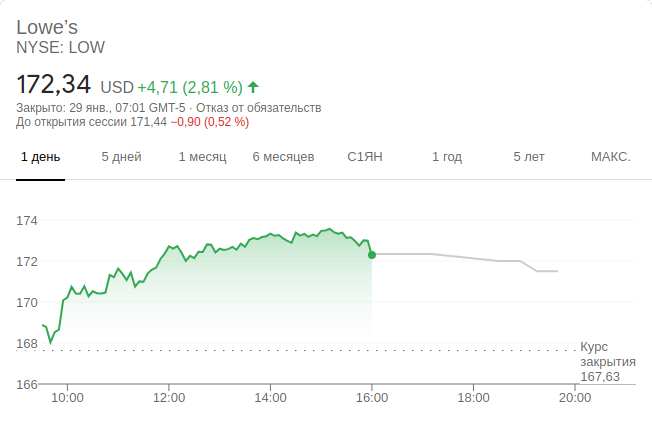 Lowe’s
NYSE: LOW
172,34 USD +4,71 (2,81 %)
Закрыто: 29 янв., 07:01 GMT-5 · Отказ от обязательств
До открытия сессии 171,44 −0,90 (0,52 %)
1 день 5 дней 1 месяц 6 месяцев С1ЯН 1 год 5 лет МАКС.
174
172
170
168
Курс
закрытия
167,63
166
10:00 12:00 14:00 16:00 18:00 20:00